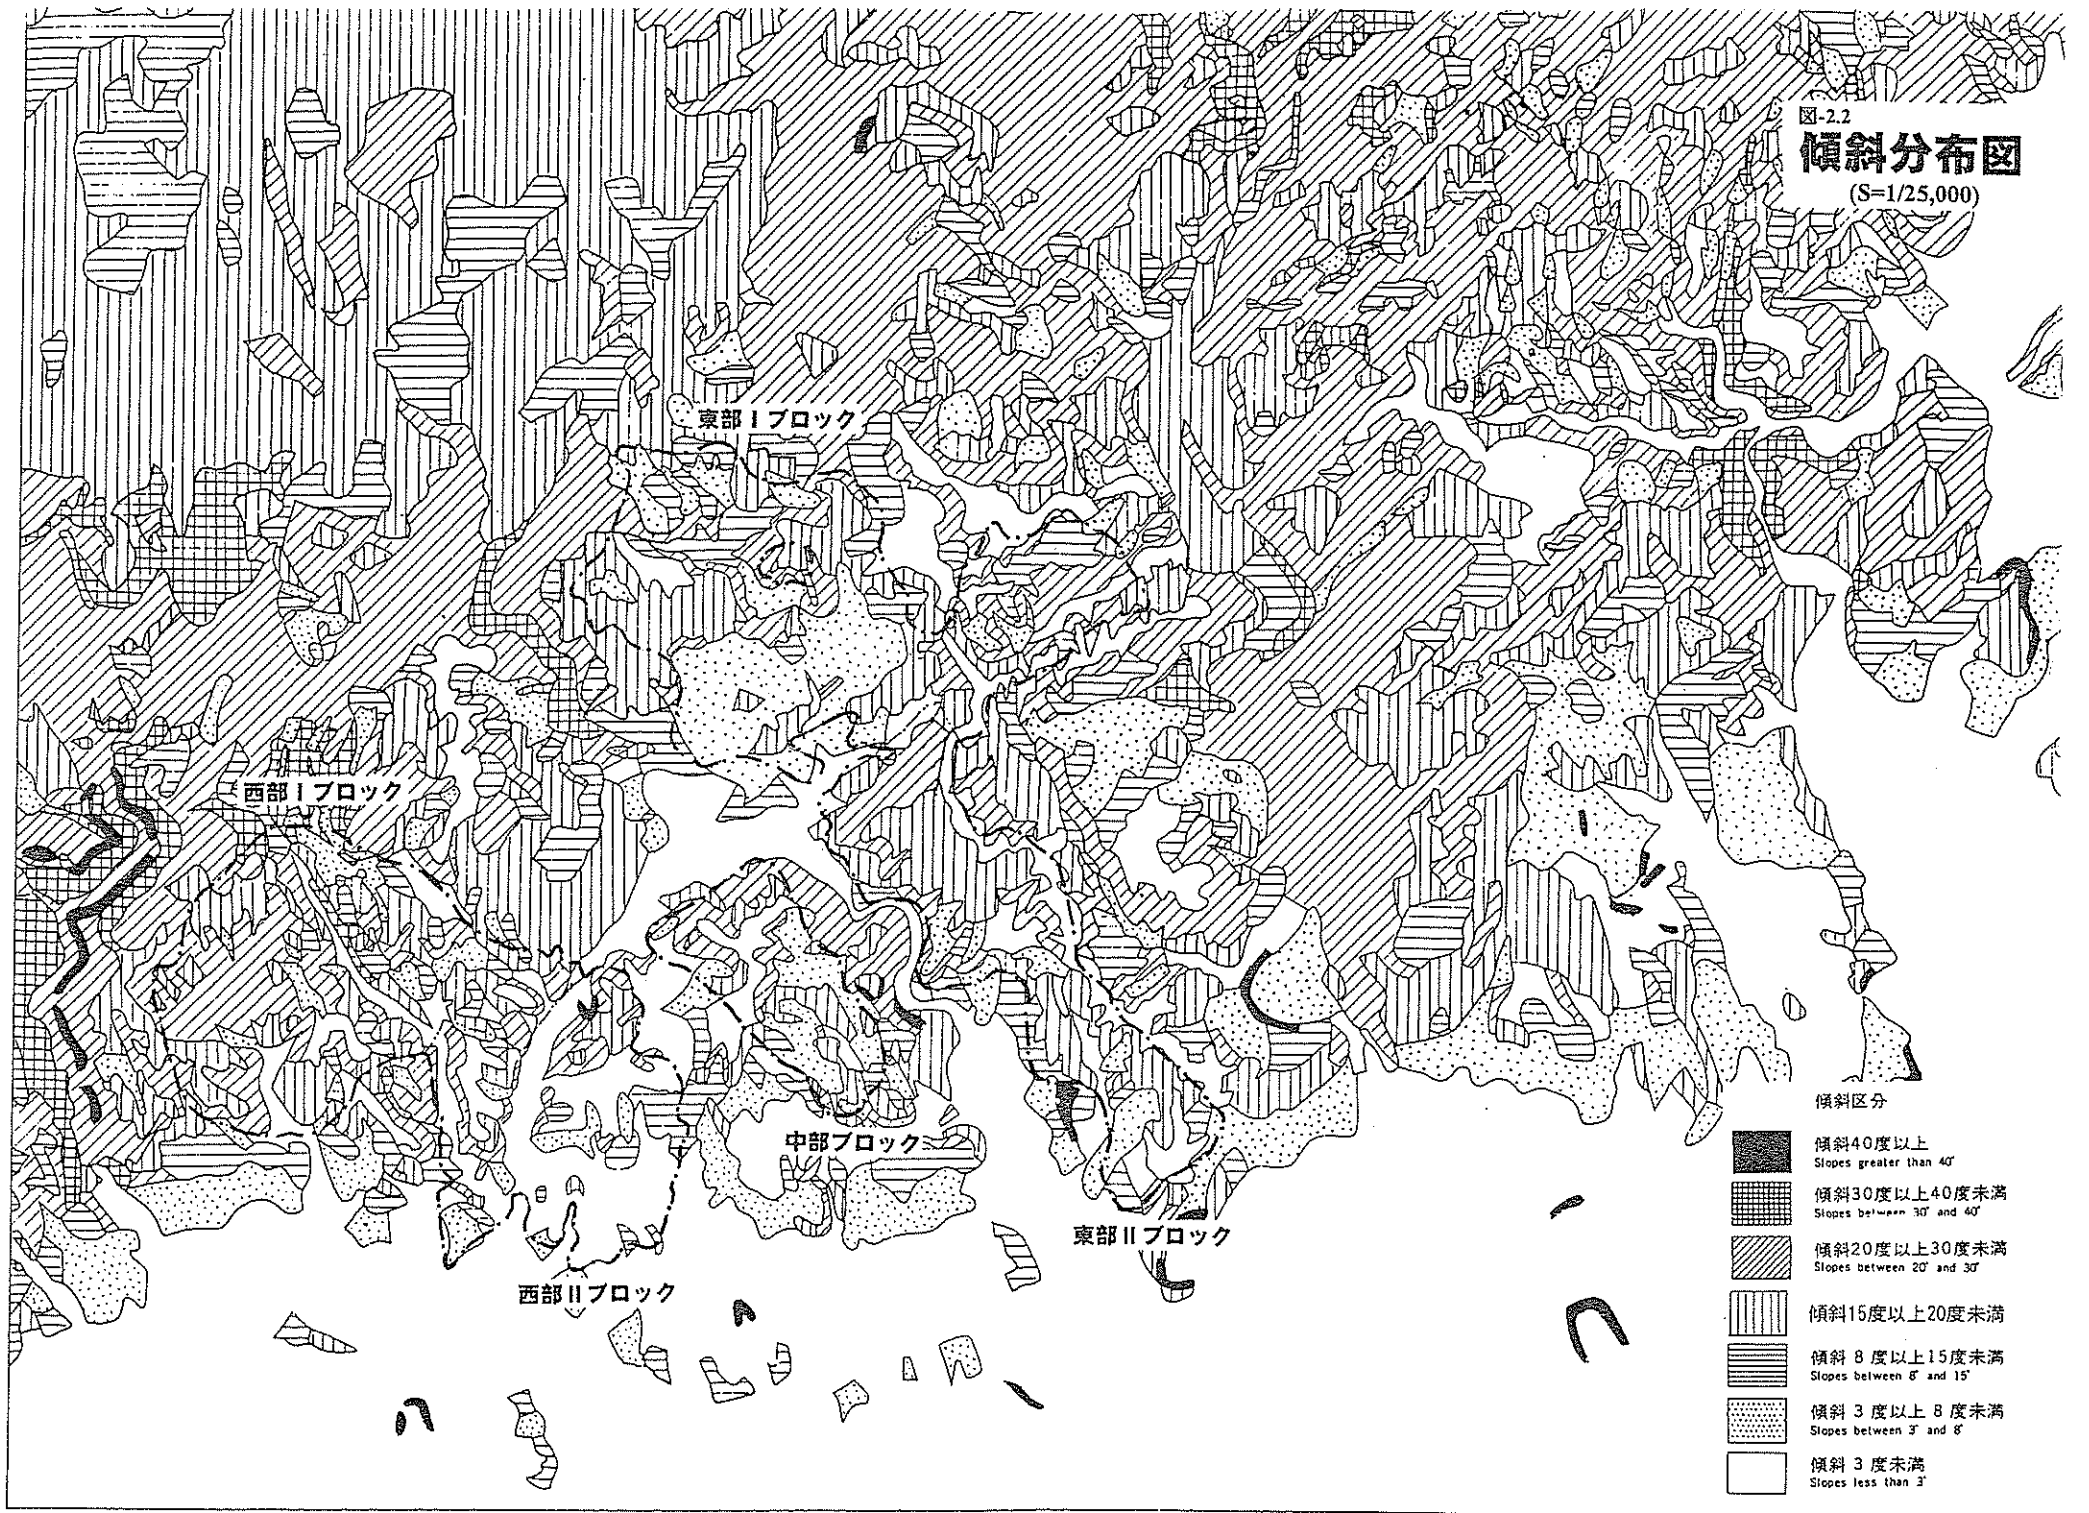 図-2.2
傾斜分布図
(S=1/25,000)
東部Ⅰブロック
西部Ⅰブロック
中部ブロック
東部Ⅱブロック
西部Ⅱブロック
傾斜区分
傾斜40度以上
Slopes greater than 40°
傾斜30度以上40度未満
Slopes between 30° and 40°
傾斜20度以上30度未満
Slopes between 20° and 30°
傾斜15度以上20度未満
傾斜 8 度以上15度未満
Slopes between 8° and 15°
傾斜 3 度以上 8 度未満
Slopes between 3° and 8°
傾斜 3 度未満
Slopes less than 3°